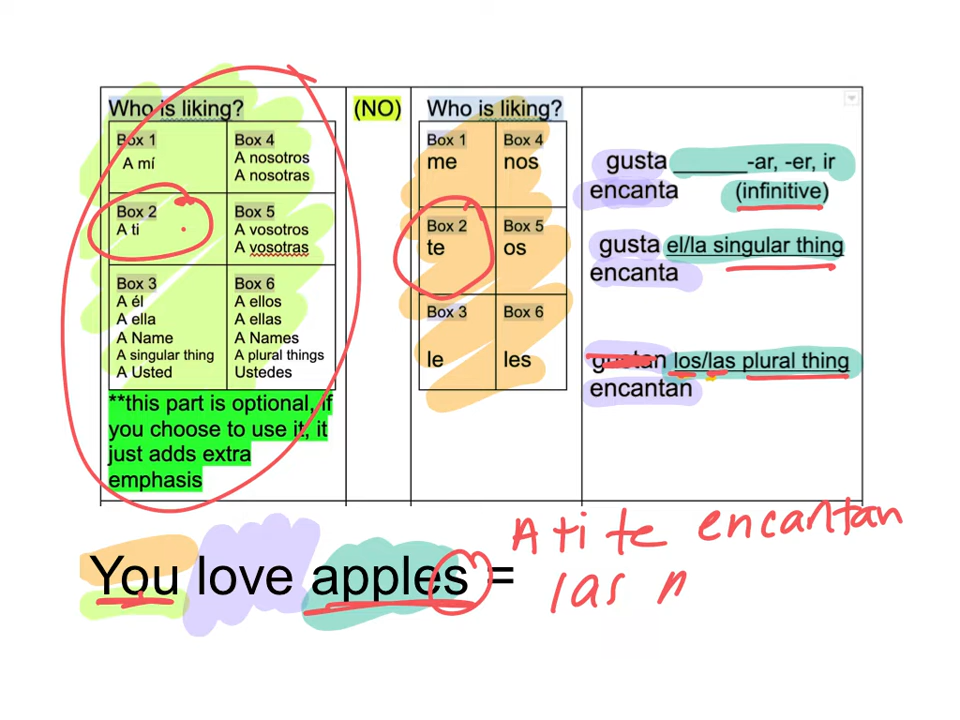 Who is liking?
(NO)
Who is liking?
Box 1
A mí
Box 4
A nosotros
A nosotras
Box 2
A ti
Box 5
A vosotros
A vosotras
Box 3
A él
A ella
A Name
A singular thing
A Usted
Box 6
A ellos
A ellas
A Names
A plural things
Ustedes
**this part is optional, if
you choose to use it, it
just adds extra
emphasis
Box 1
me
Box 4
nos
Box 2
te
Box 5
os
Box 3
le
Box 6
les
gusta ______-ar, -er, ir
encanta (infinitive)
gusta el/la singular thing
encanta
gustan los/las plural thing
encantan
You love apples =
A ti te encantan
las m